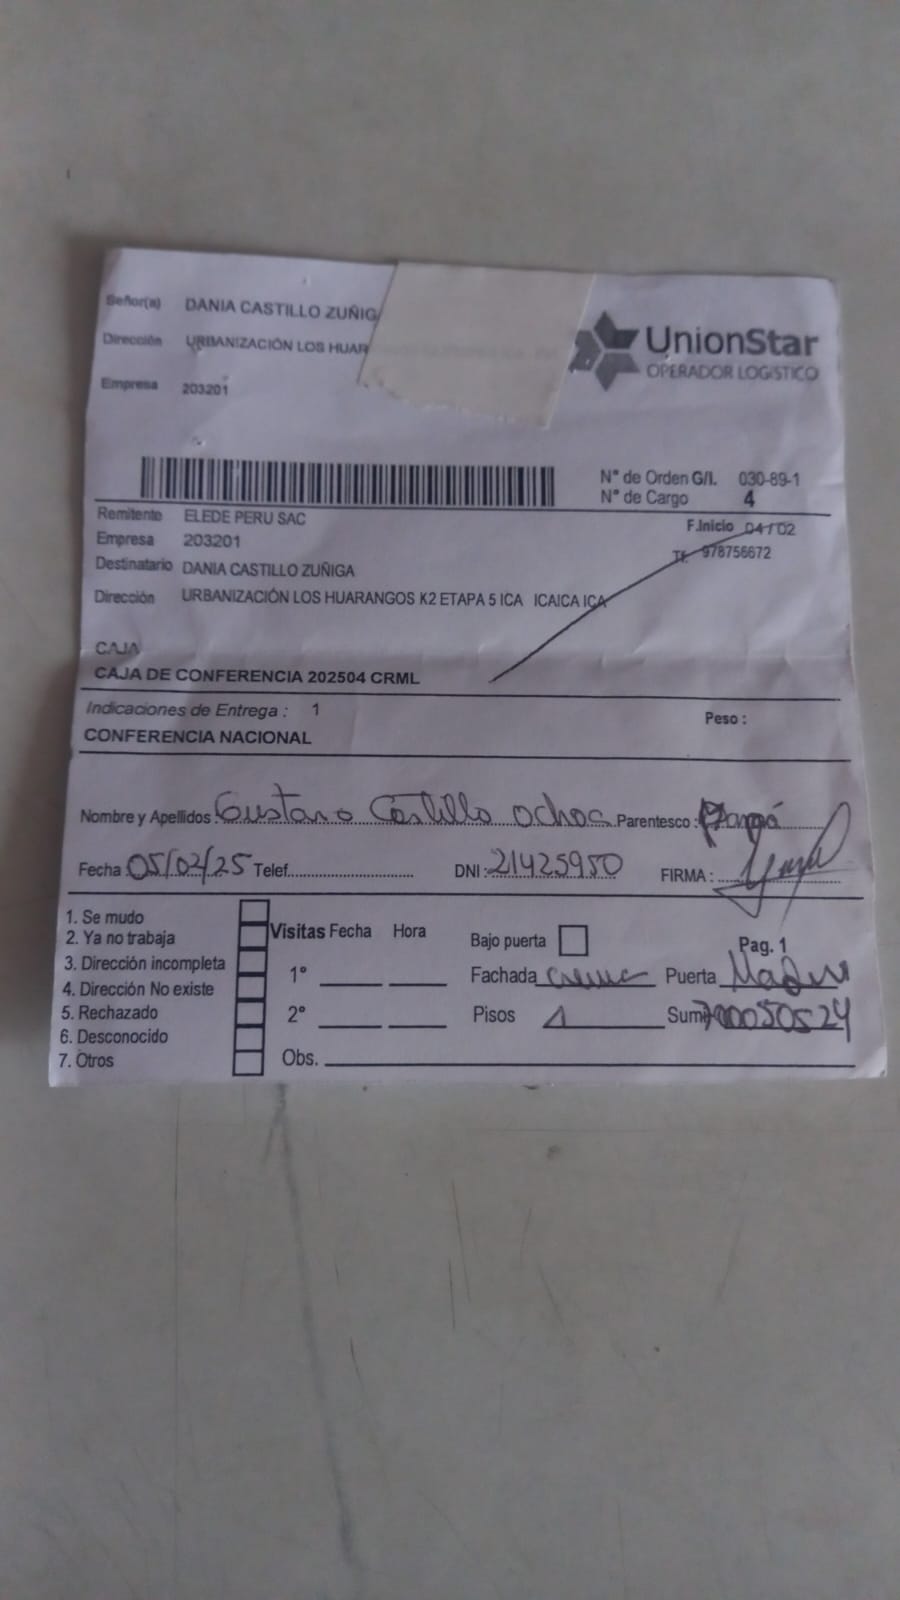 Señor(a) DANIA CASTILLO ZUÑIG
Dirección URBANIZACIÓN LOS HUAR
Empresa 203201
UnionStar
OPERADOR LOGISTICO
N° de Orden G/I. 030-89-1
N° de Cargo 4
Remitente ELEDE PERU SAC
F.Inicio 04/02
Empresa 203201
Tf. 978756672
Destinatario DANIA CASTILLO ZUÑIGA
Dirección URBANIZACIÓN LOS HUARANGOS K2 ETAPA 5 ICA ICAICA ICA
CAJA
CAJA DE CONFERENCIA 202504 CRML
Indicaciones de Entrega : 1
Peso :
CONFERENCIA NACIONAL
Nombre y Apellidos: Gustavo Castillo Ochoa Parentesco : Papá
Fecha 05/02/25 Telef. DNI : 21425950 FIRMA :
1. Se mudo
2. Ya no trabaja
3. Dirección incompleta
4. Dirección No existe
5. Rechazado
6. Desconocido
7. Otros
Visitas Fecha Hora
1°
2°
Obs.
Bajo puerta
Pag. 1
Fachada crema Puerta Madera
Pisos 1 Sumi 700050524